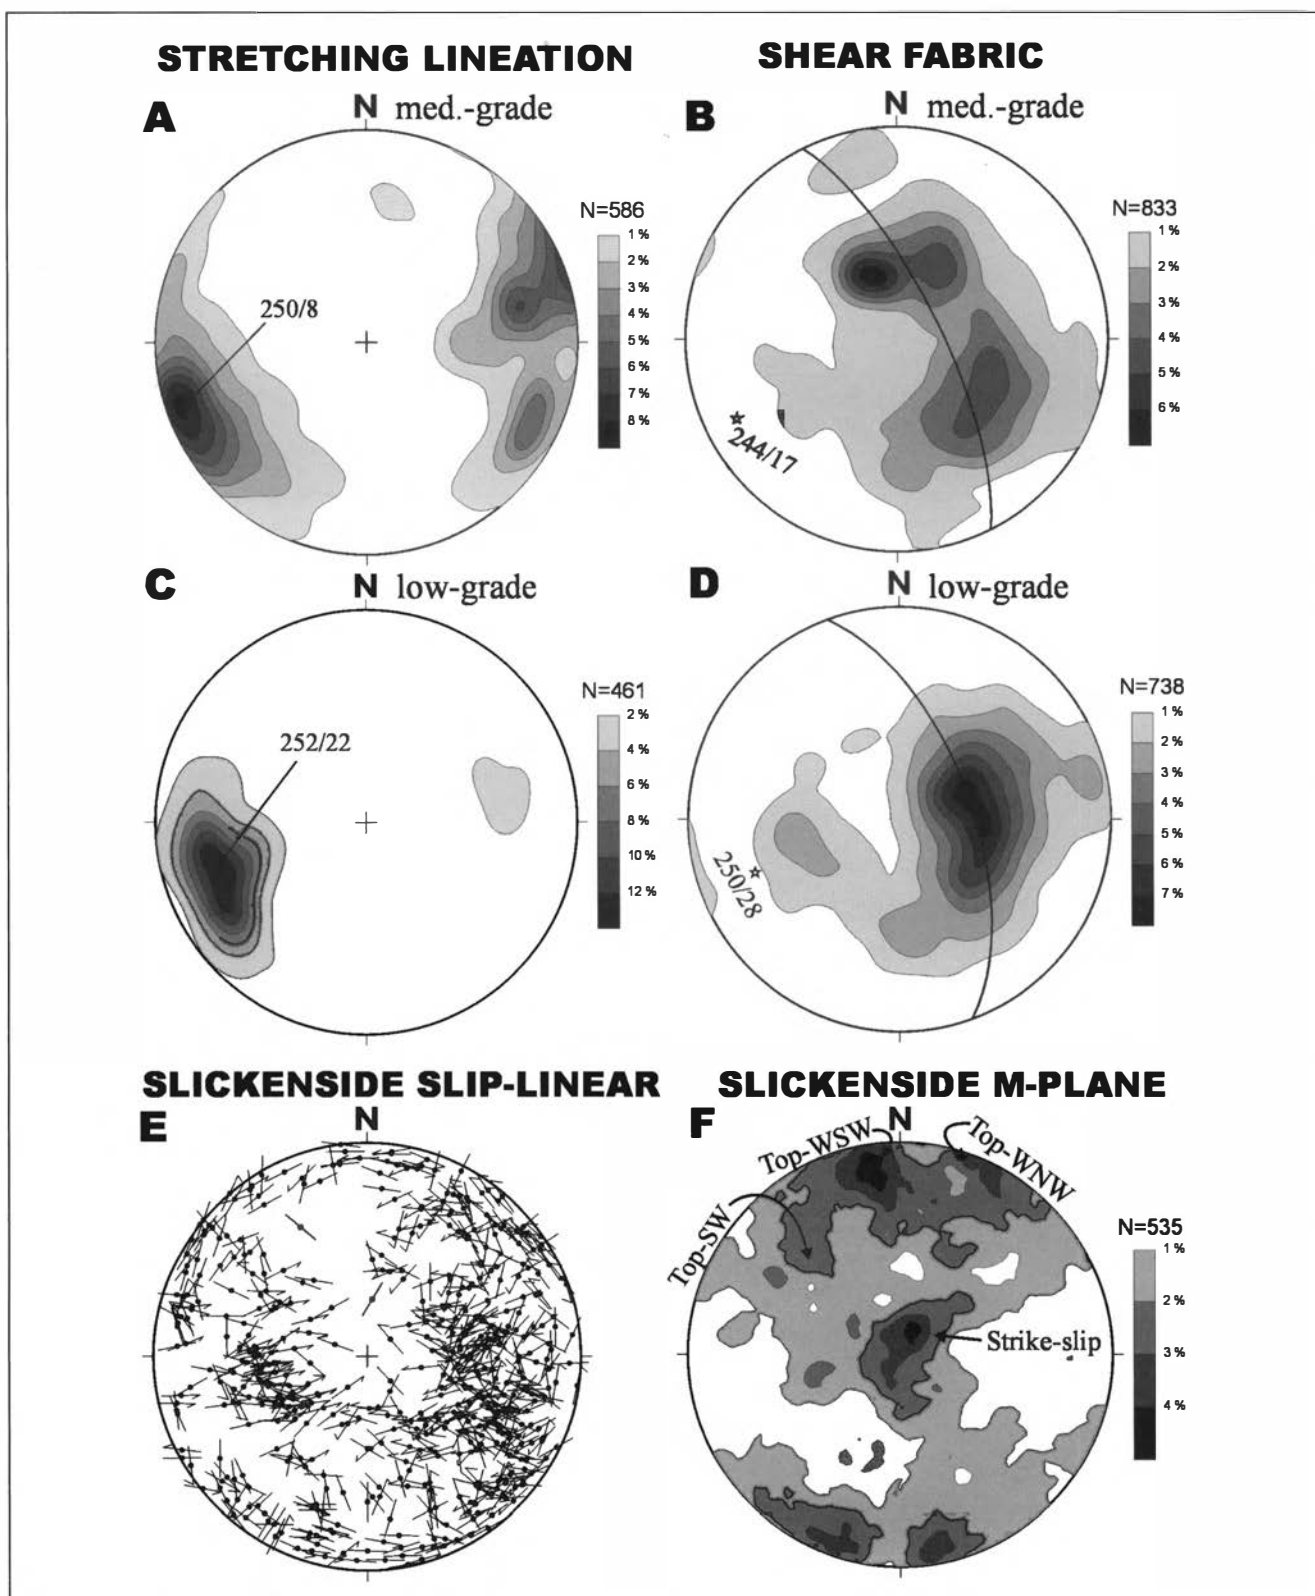 STRETCHING LINEATION
SHEAR FABRIC
A
N med.-grade
N=586
1 %
2 %
3 %
4 %
5 %
6 %
7 %
8 %
250/8
B
N med.-grade
N=833
1 %
2 %
3 %
4 %
5 %
6 %
244/17
C
N low-grade
N=461
2 %
4 %
6 %
8 %
10 %
12 %
252/22
D
N low-grade
N=738
1 %
2 %
3 %
4 %
5 %
6 %
7 %
250/28
SLICKENSIDE SLIP-LINEAR
SLICKENSIDE M-PLANE
E
N
F
N
Top-WSW
Top-WNW
Top-SW
Strike-slip
N=535
1 %
2 %
3 %
4 %